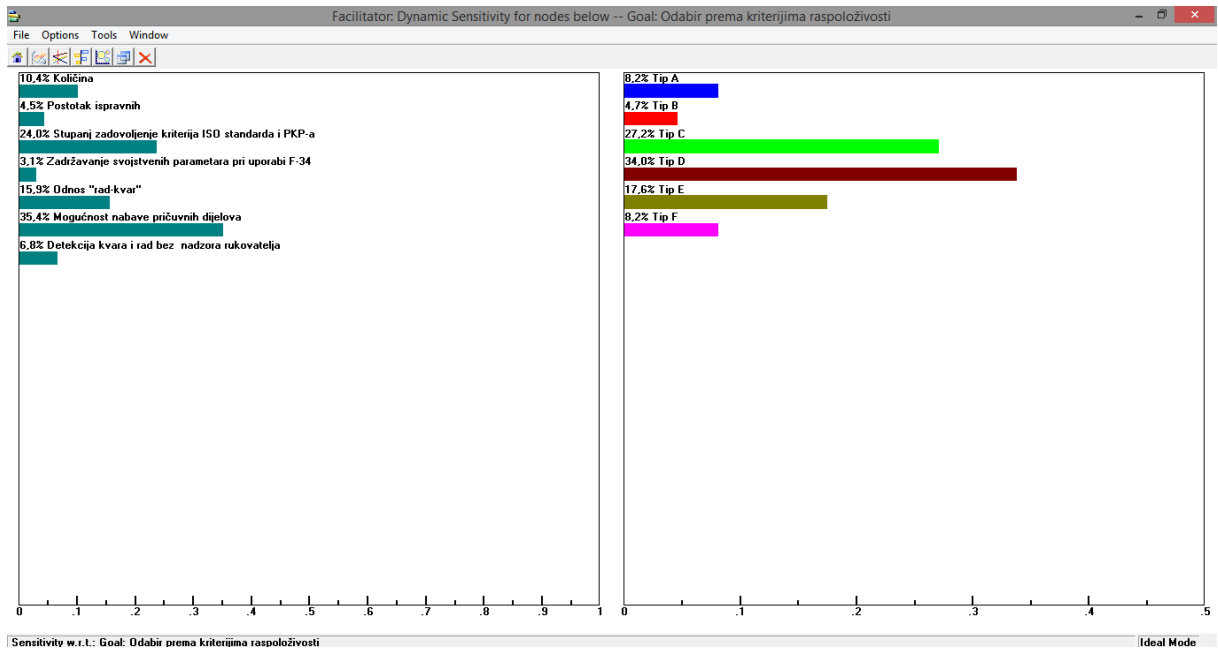 Facilitator: Dynamic Sensitivity for nodes below -- Goal: Odabir prema kriterijima raspoloživosti
File Options Tools Window
10,4% Količina
4,5% Postotak ispravnih
24,0% Stupanj zadovoljenje kriterija ISO standarda i PKP-a
3,1% Zadržavanje svojstvenih parametara pri uporabi F-34
15,9% Odnos "rad-kvar"
35,4% Mogućnost nabave pričuvnih dijelova
6,8% Detekcija kvara i rad bez nadzora rukovatelja
0 .1 .2 .3 .4 .5 .6 .7 .8 .9 1
8,2% Tip A
4,7% Tip B
27,2% Tip C
34,0% Tip D
17,6% Tip E
8,2% Tip F
0 .1 .2 .3 .4 .5
Sensitivity w.r.t.: Goal: Odabir prema kriterijima raspoloživosti
Ideal Mode